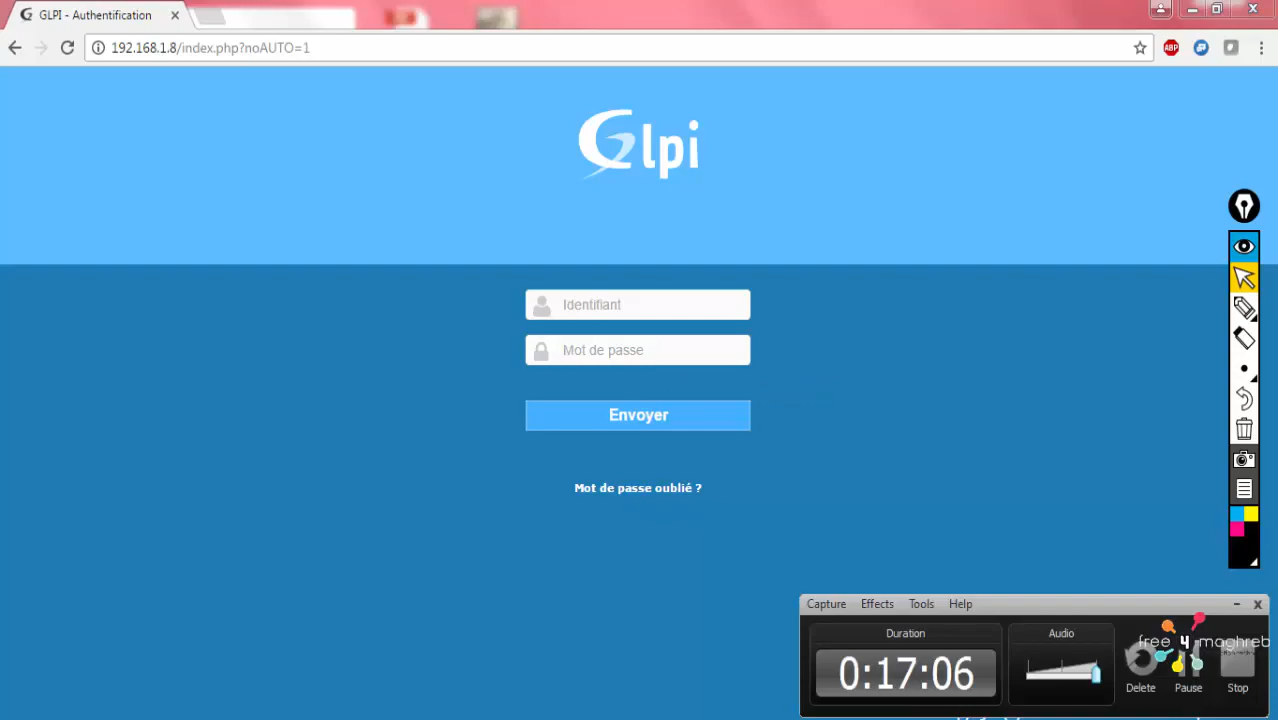 GLPI - Authentification
192.168.1.8/index.php?noAUTO=1
ABP
Glpi
Identifiant
Mot de passe
Envoyer
Mot de passe oublié ?
Capture Effects Tools Help
Duration
Audio
0:17:06
free 4 maghreb
Delete Pause Stop